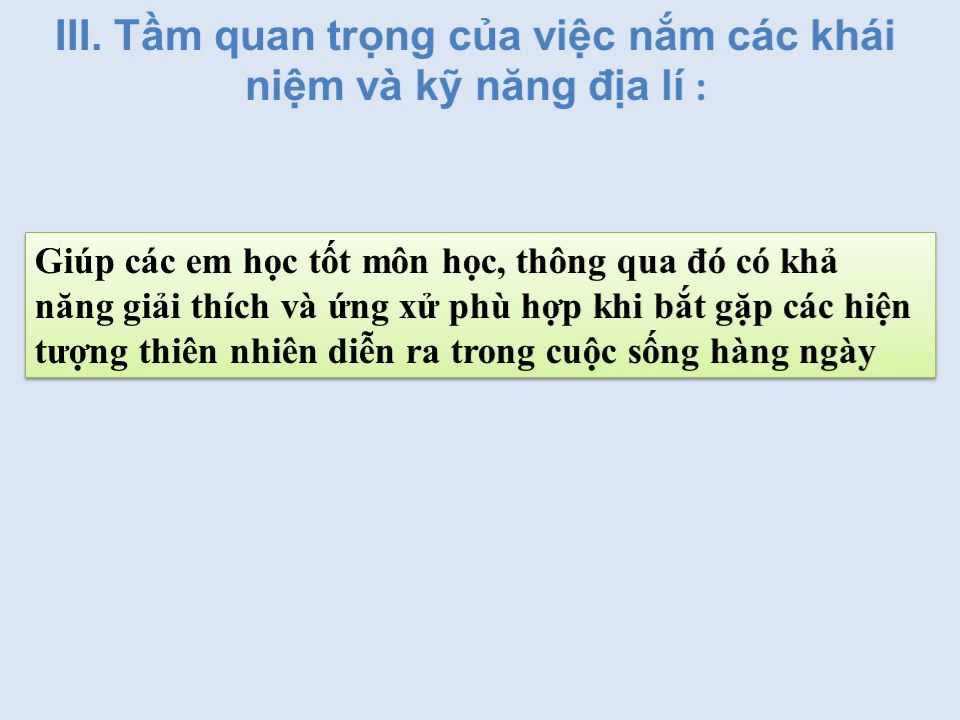 III. Tầm quan trọng của việc nắm các khái
niệm và kỹ năng địa lí :
Giúp các em học tốt môn học, thông qua đó có khả
năng giải thích và ứng xử phù hợp khi bắt gặp các hiện
tượng thiên nhiên diễn ra trong cuộc sống hàng ngày